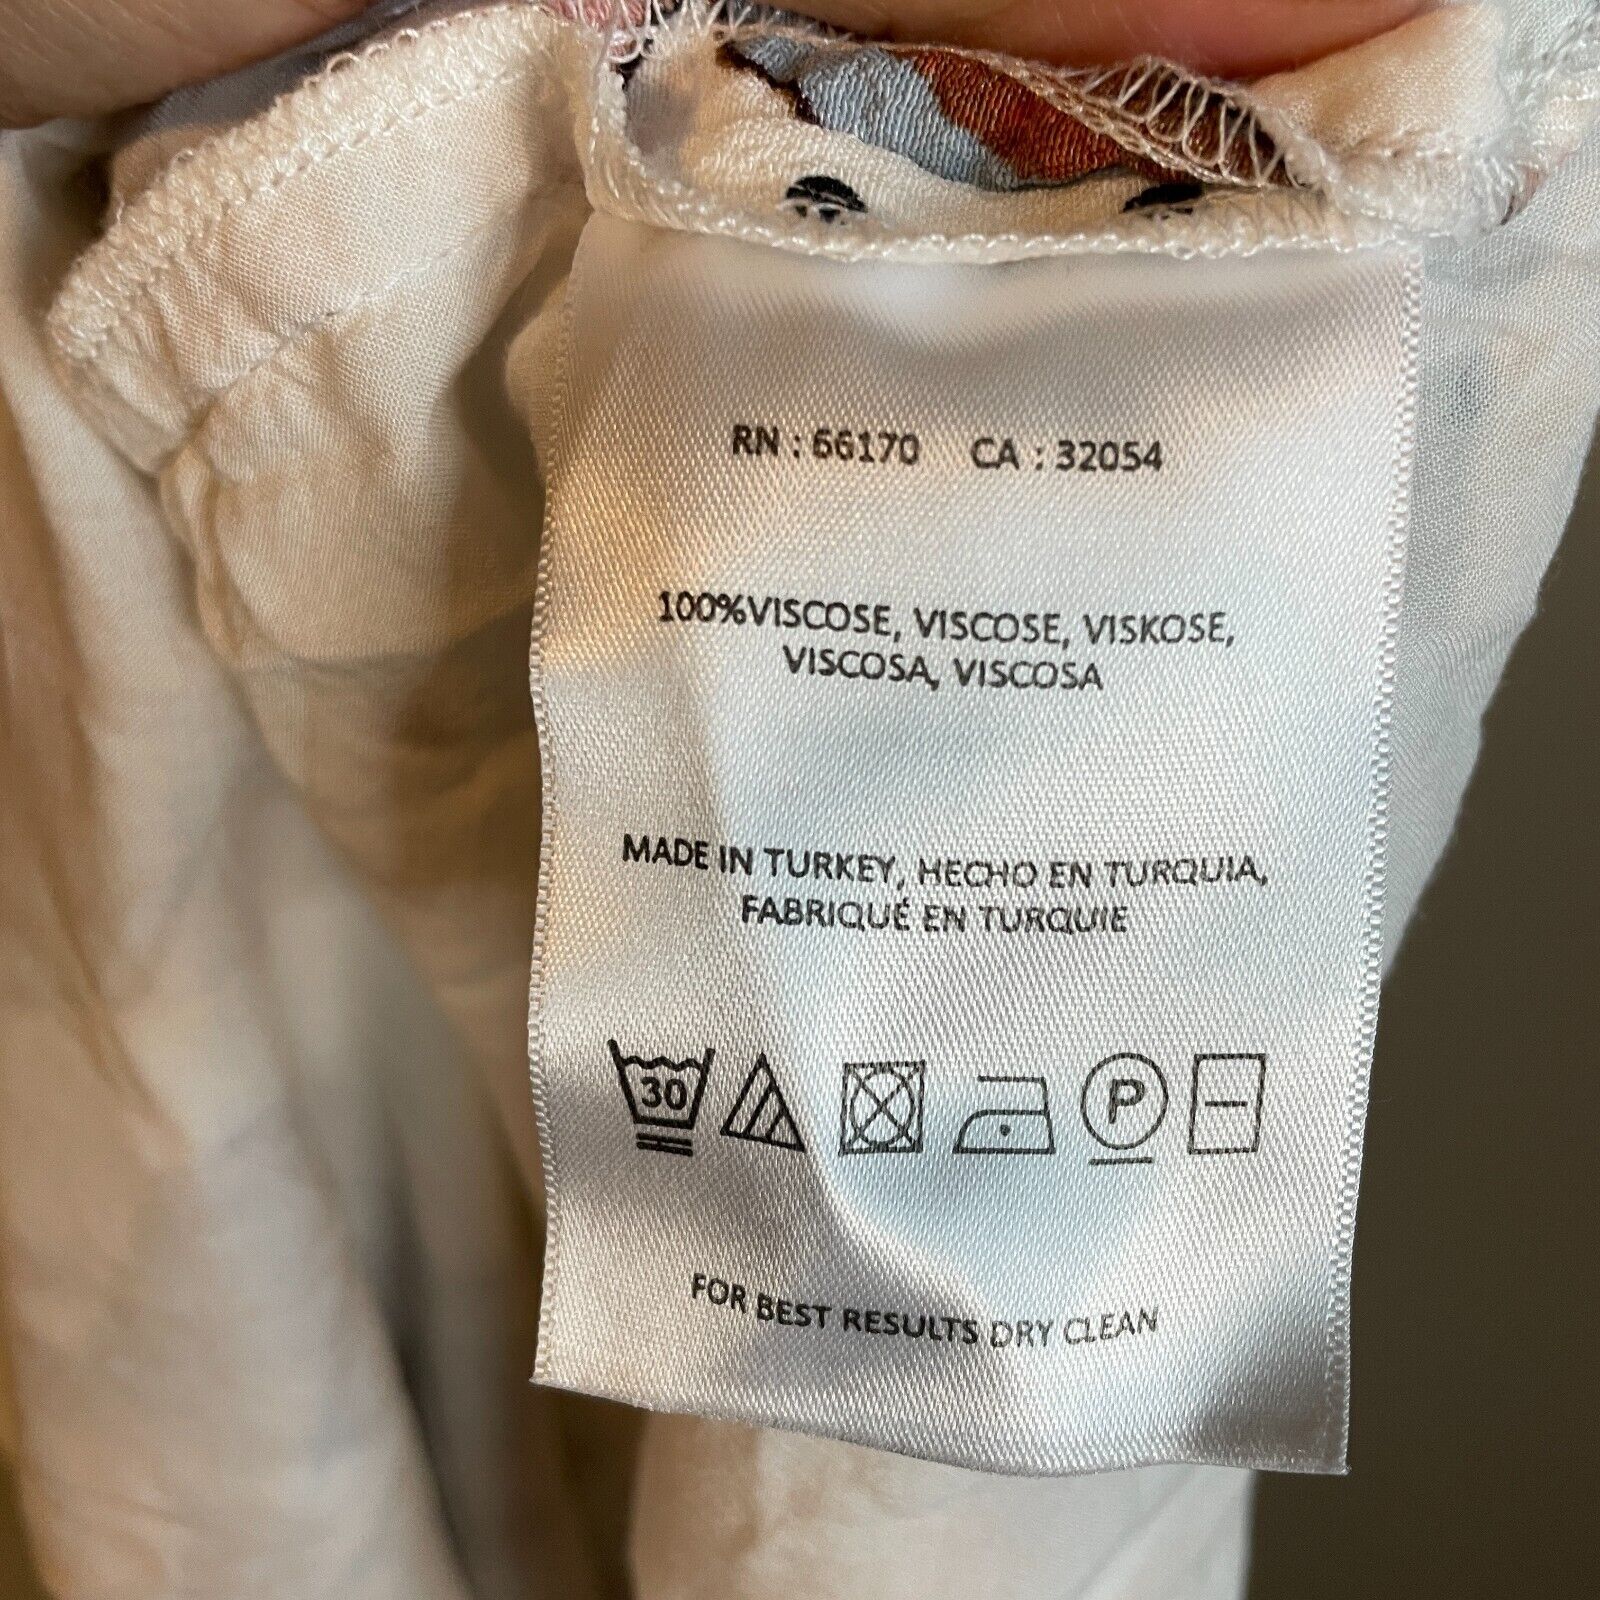 RN : 66170 CA : 32054
100%VISCOSE, VISCOSE, VISKOSE,
VISCOSA, VISCOSA
MADE IN TURKEY, HECHO EN TURQUIA,
FABRIQUÉ EN TURQUIE
30 P
FOR BEST RESULTS DRY CLEAN